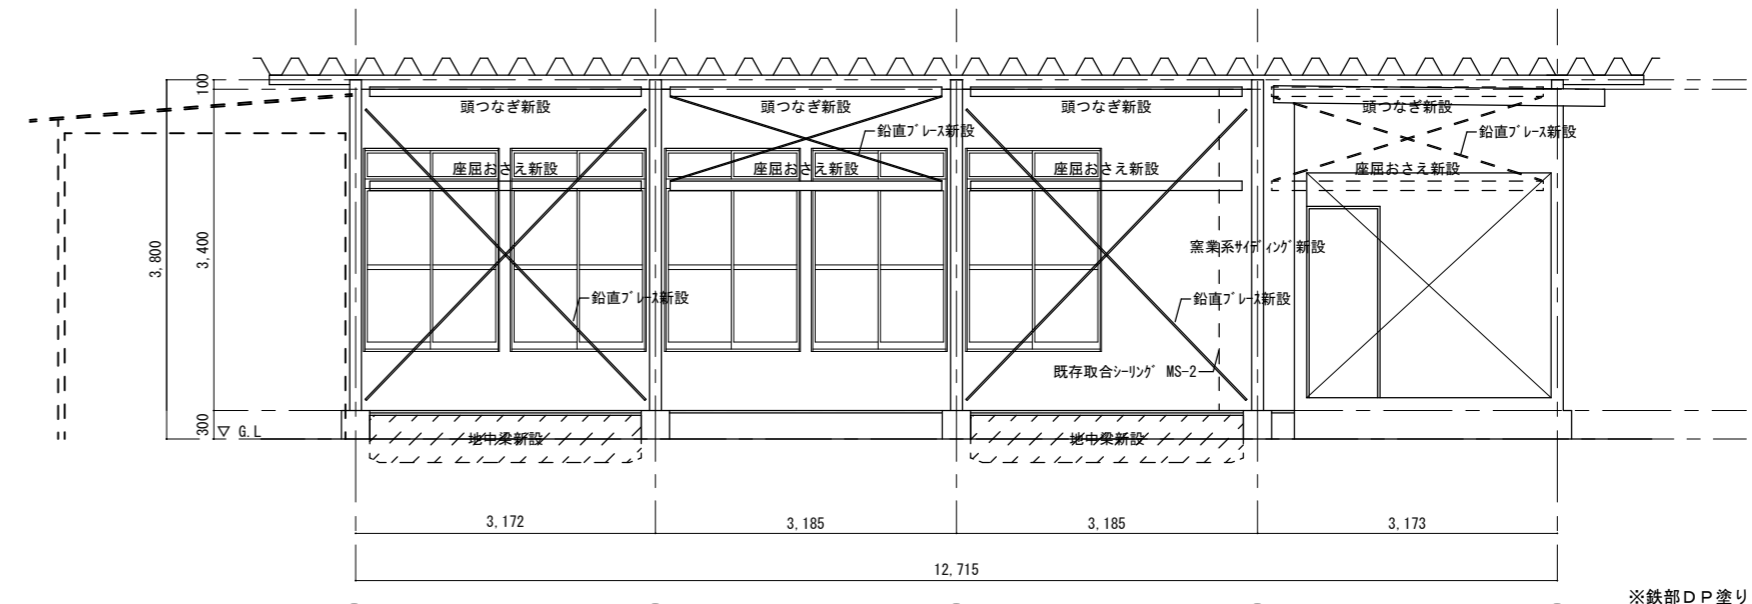 100
頭つなぎ新設
頭つなぎ新設
頭つなぎ新設
頭つなぎ新設
鉛直ブレース新設
鉛直ブレース新設
座屈おさえ新設
座屈おさえ新設
座屈おさえ新設
座屈おさえ新設
3,800
3,400
窯業系サイディング新設
鉛直ブレース新設
鉛直ブレース新設
既存取合シーリング MS-2
300
▽ G.L
地中梁新設
地中梁新設
3,172
3,185
3,185
3,173
12,715
※鉄部DP塗り